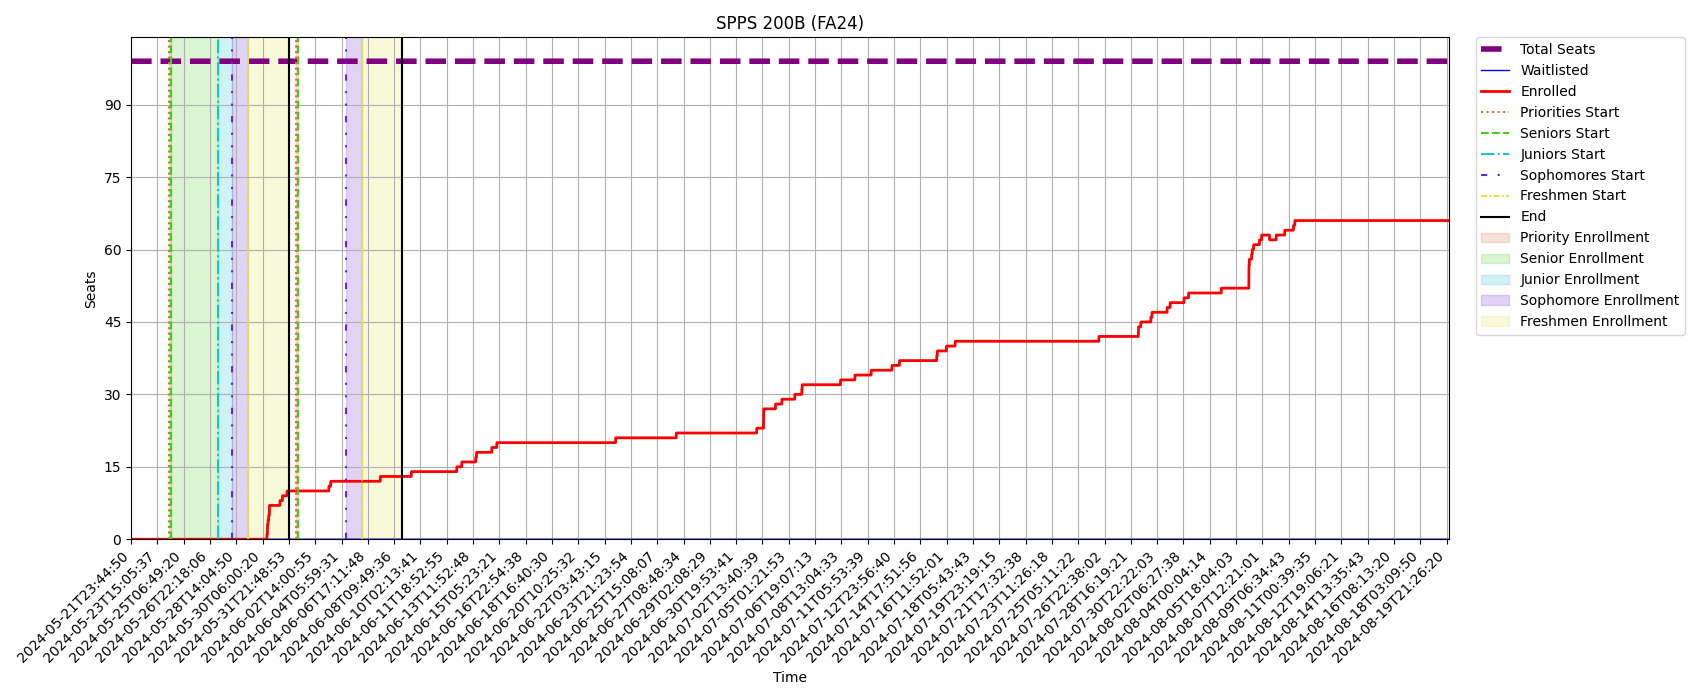 SPPS 200B (FA24)
Seats
90
75
60
45
30
15
0
2024-05-21T23:44:50
2024-05-23T15:05:37
2024-05-25T06:49:20
2024-05-26T22:18:06
2024-05-28T14:04:50
2024-05-30T06:00:20
2024-05-31T21:48:53
2024-06-02T14:00:55
2024-06-04T05:59:31
2024-06-06T17:11:48
2024-06-08T09:49:36
2024-06-10T02:13:41
2024-06-11T18:52:55
2024-06-13T11:52:48
2024-06-15T05:23:21
2024-06-16T22:54:38
2024-06-18T16:40:30
2024-06-20T10:25:32
2024-06-22T03:43:15
2024-06-23T21:23:54
2024-06-25T15:08:07
2024-06-27T08:48:34
2024-06-29T02:08:29
2024-06-30T19:53:41
2024-07-02T13:40:39
2024-07-05T01:21:53
2024-07-06T19:07:13
2024-07-08T13:04:33
2024-07-11T05:53:39
2024-07-12T23:56:40
2024-07-14T17:51:56
2024-07-16T11:52:01
2024-07-18T05:43:43
2024-07-19T23:19:15
2024-07-21T17:32:38
2024-07-23T11:26:18
2024-07-25T05:11:22
2024-07-26T22:38:02
2024-07-28T16:19:21
2024-07-30T22:22:03
2024-08-02T06:27:38
2024-08-04T00:04:14
2024-08-05T18:04:03
2024-08-07T12:21:01
2024-08-09T06:34:43
2024-08-11T00:39:35
2024-08-12T19:06:21
2024-08-14T13:35:43
2024-08-16T08:13:20
2024-08-18T03:09:50
2024-08-19T21:26:20
Time
Total Seats
Waitlisted
Enrolled
Priorities Start
Seniors Start
Juniors Start
Sophomores Start
Freshmen Start
End
Priority Enrollment
Senior Enrollment
Junior Enrollment
Sophomore Enrollment
Freshmen Enrollment